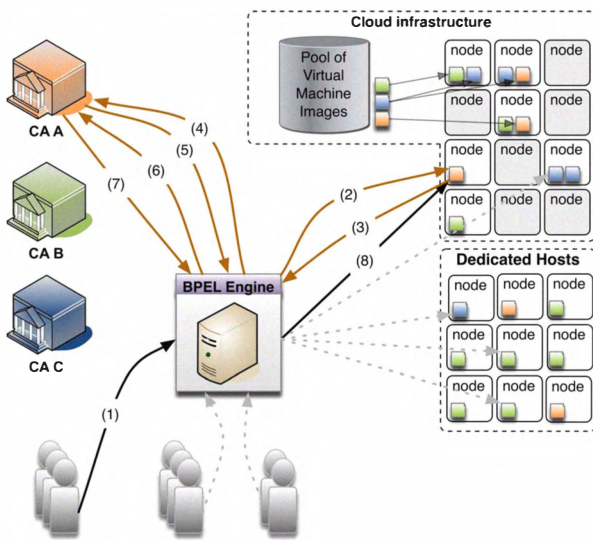 Cloud infrastructure
Pool of
Virtual
Machine
Images
node
node
node
node
node
node
node
node
node
node
node
node
CA A
(4)
(5)
(6)
(7)
(2)
(3)
(8)
CA B
BPEL Engine
Dedicated Hosts
node
node
node
node
node
node
node
node
node
CA C
(1)